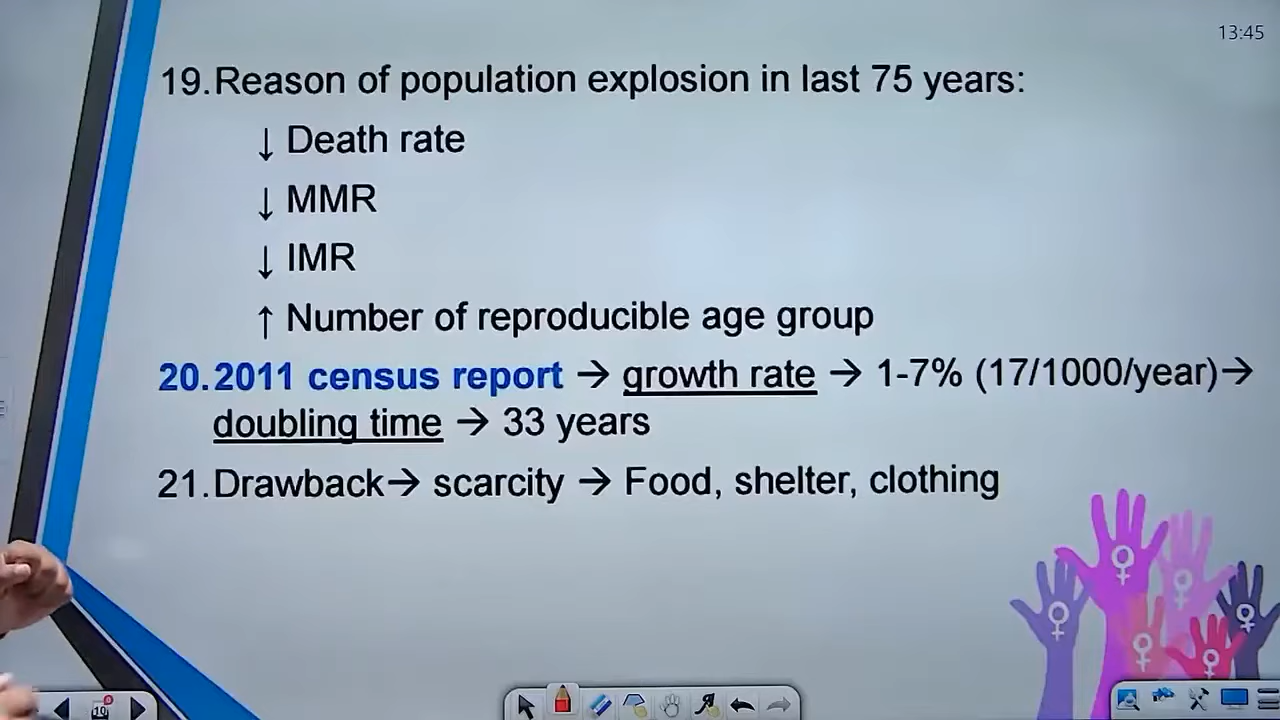 13:45
19. Reason of population explosion in last 75 years:
↓ Death rate
↓ MMR
↓ IMR
↑ Number of reproducible age group
20. 2011 census report → growth rate → 1-7% (17/1000/year)→
doubling time → 33 years
21. Drawback→ scarcity → Food, shelter, clothing
19